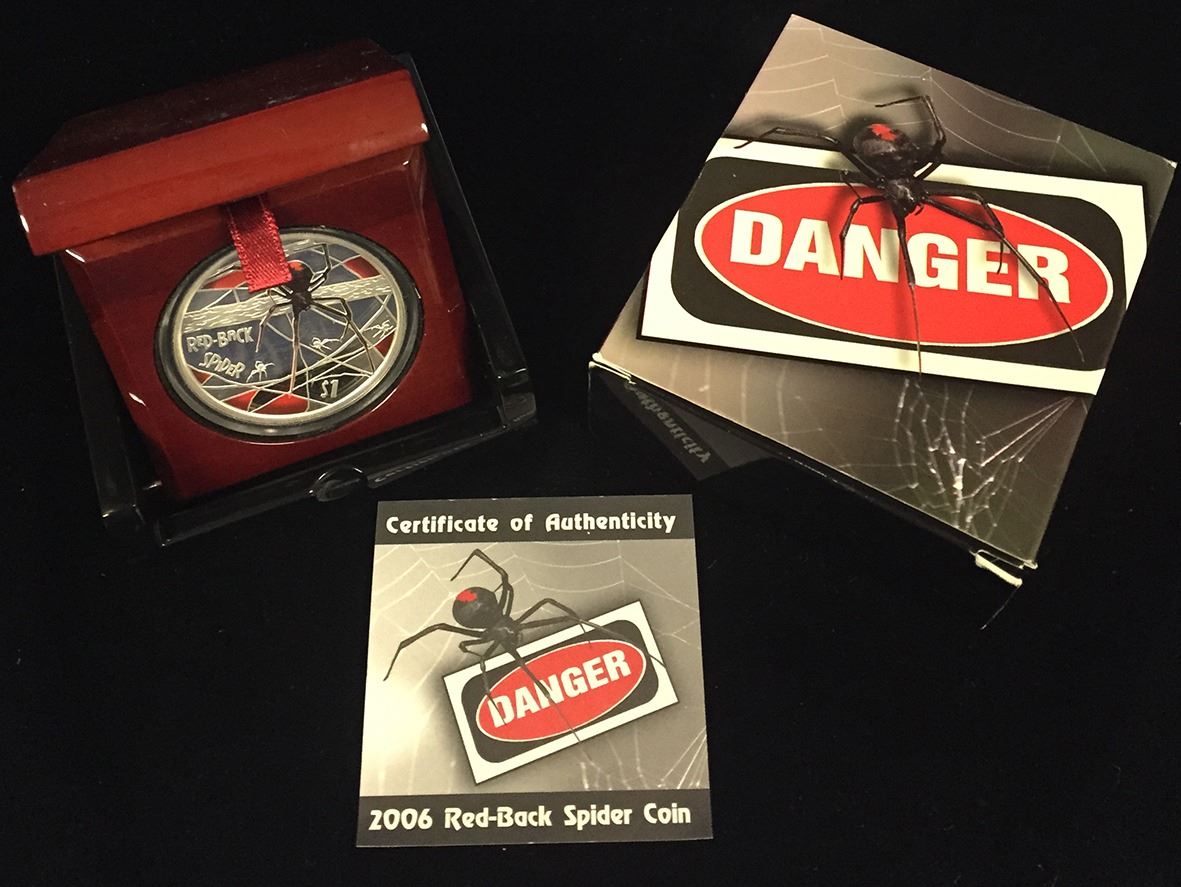 RED-BACK
SPIDER
$1
DANGER
Certificate of Authenticity
DANGER
2006 Red-Back Spider Coin